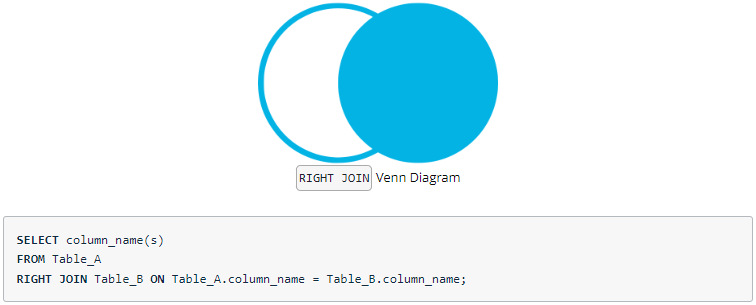 RIGHT JOIN Venn Diagram
SELECT column_name(s)
FROM Table_A
RIGHT JOIN Table_B ON Table_A.column_name = Table_B.column_name;